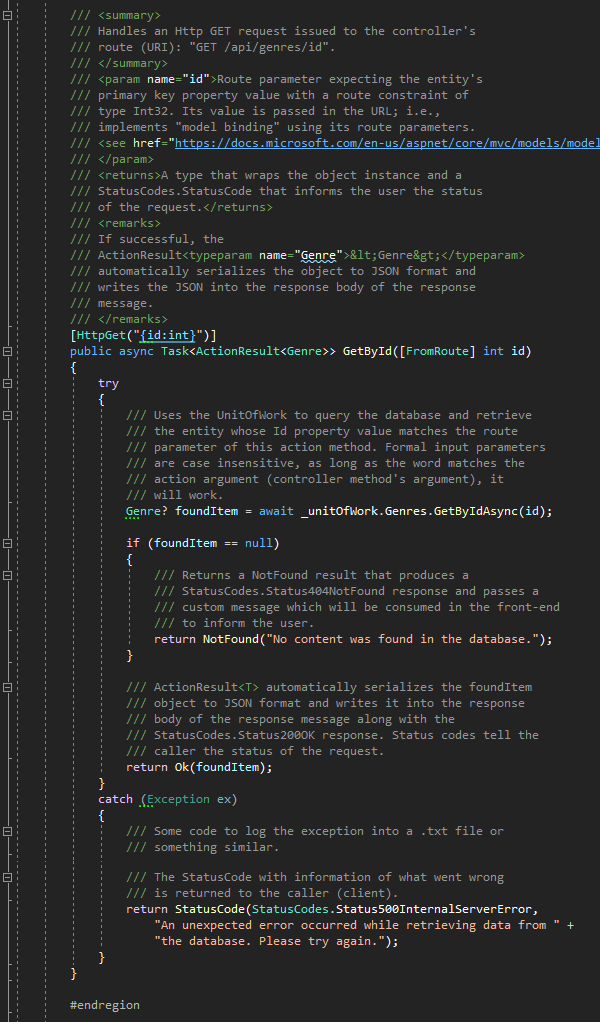 /// <summary>
/// Handles an Http GET request issued to the controller's
/// route (URI): "GET /api/genres/id".
/// </summary>
/// <param name="id">Route parameter expecting the entity's
/// primary key property value with a route constraint of
/// type Int32. Its value is passed in the URL; i.e.,
/// implements "model binding" using its route parameters.
/// <see href="https://docs.microsoft.com/en-us/aspnet/core/mvc/models/model
/// </param>
/// <returns>A type that wraps the object instance and a
/// StatusCodes.StatusCode that informs the user the status
/// of the request.</returns>
/// <remarks>
/// If successful, the
/// ActionResult<typeparam name="Genre">&lt;Genre&gt;</typeparam>
/// automatically serializes the object to JSON format and
/// writes the JSON into the response body of the response
/// message.
/// </remarks>
[HttpGet("{id:int}")]
public async Task<ActionResult<Genre>> GetById([FromRoute] int id)
{
try
{
/// Uses the UnitOfWork to query the database and retrieve
/// the entity whose Id property value matches the route
/// parameter of this action method. Formal input parameters
/// are case insensitive, as long as the word matches the
/// action argument (controller method's argument), it
/// will work.
Genre? foundItem = await _unitOfWork.Genres.GetByIdAsync(id);
if (foundItem == null)
{
/// Returns a NotFound result that produces a
/// StatusCodes.Status404NotFound response and passes a
/// custom message which will be consumed in the front-end
/// to inform the user.
return NotFound("No content was found in the database.");
}
/// ActionResult<T> automatically serializes the foundItem
/// object to JSON format and writes it into the response
/// body of the response message along with the
/// StatusCodes.Status200OK response. Status codes tell the
/// caller the status of the request.
return Ok(foundItem);
}
catch (Exception ex)
{
/// Some code to log the exception into a .txt file or
/// something similar.
/// The StatusCode with information of what went wrong
/// is returned to the caller (client).
return StatusCode(StatusCodes.Status500InternalServerError,
"An unexpected error occurred while retrieving data from " +
"the database. Please try again.");
}
}
#endregion